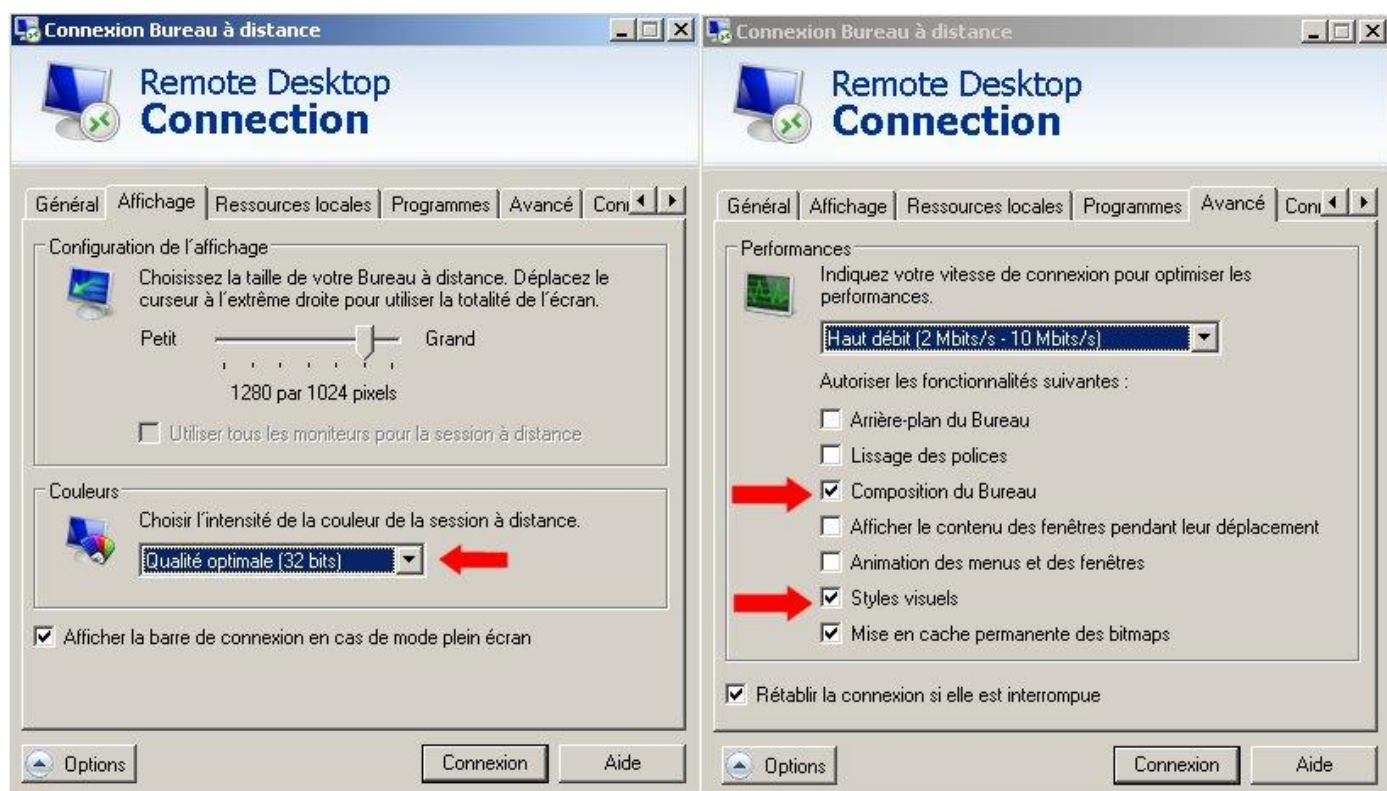 Connexion Bureau à distance
Remote Desktop
Connection
Général
Affichage
Ressources locales
Programmes
Avancé
Configuration de l'affichage
Choisissez la taille de votre Bureau à distance. Déplacez le
curseur à l'extrême droite pour utiliser la totalité de l'écran.
Petit
Grand
1280 par 1024 pixels
Utiliser tous les moniteurs pour la session à distance
Couleurs
Choisir l'intensité de la couleur de la session à distance.
Qualité optimale (32 bits)
Afficher la barre de connexion en cas de mode plein écran
Options
Connexion
Aide
Connexion Bureau à distance
Remote Desktop
Connection
Général
Affichage
Ressources locales
Programmes
Avancé
Performances
Indiquez votre vitesse de connexion pour optimiser les
performances.
Haut débit (2 Mbits/s - 10 Mbits/s)
Autoriser les fonctionnalités suivantes :
Arrière-plan du Bureau
Lissage des polices
Composition du Bureau
Afficher le contenu des fenêtres pendant leur déplacement
Animation des menus et des fenêtres
Styles visuels
Mise en cache permanente des bitmaps
Rétablir la connexion si elle est interrompue
Options
Connexion
Aide